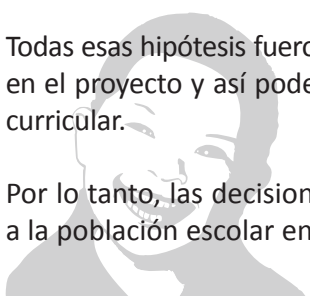 Todas esas hipótesis fuero
en el proyecto y así pode
curricular.
Por lo tanto, las decision
a la población escolar en